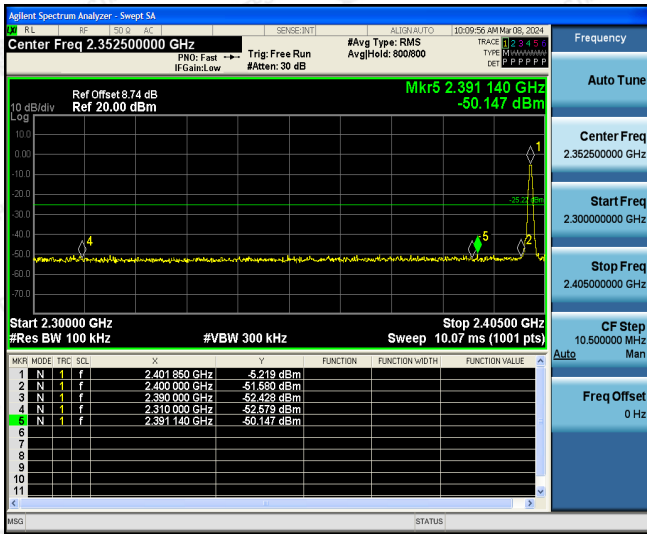 Agilent Spectrum Analyzer - Swept SA
LXI RL RF 50 Ω AC SENSE:INT ALIGNAUTO 10:09:56 AM Mar 08, 2024
Center Freq 2.352500000 GHz
PNO: Fast
IFGain:Low
Trig: Free Run
#Atten: 30 dB
#Avg Type: RMS
Avg|Hold: 800/800
TRACE 1 2 3 4 5 6
TYPE M
DET P P P P P P
Ref Offset 8.74 dB
10 dB/div Ref 20.00 dBm
Log
Mkr5 2.391 140 GHz
-50.147 dBm
10.0
0.00
-10.0
-20.0
-30.0
-40.0
-50.0
-60.0
-70.0
1
-25.22 dBm
4
5
2
Start 2.30000 GHz Stop 2.40500 GHz
#Res BW 100 kHz #VBW 300 kHz Sweep 10.07 ms (1001 pts)
MKR MODE TRC SCL X Y FUNCTION FUNCTION WIDTH FUNCTION VALUE
1 N 1 f 2.401 850 GHz -5.219 dBm
2 N 1 f 2.400 000 GHz -51.580 dBm
3 N 1 f 2.390 000 GHz -52.428 dBm
4 N 1 f 2.310 000 GHz -52.579 dBm
5 N 1 f 2.391 140 GHz -50.147 dBm
6
7
8
9
10
11
MSG STATUS
Frequency
Auto Tune
Center Freq
2.352500000 GHz
Start Freq
2.300000000 GHz
Stop Freq
2.405000000 GHz
CF Step
10.500000 MHz
Auto Man
Freq Offset
0 Hz